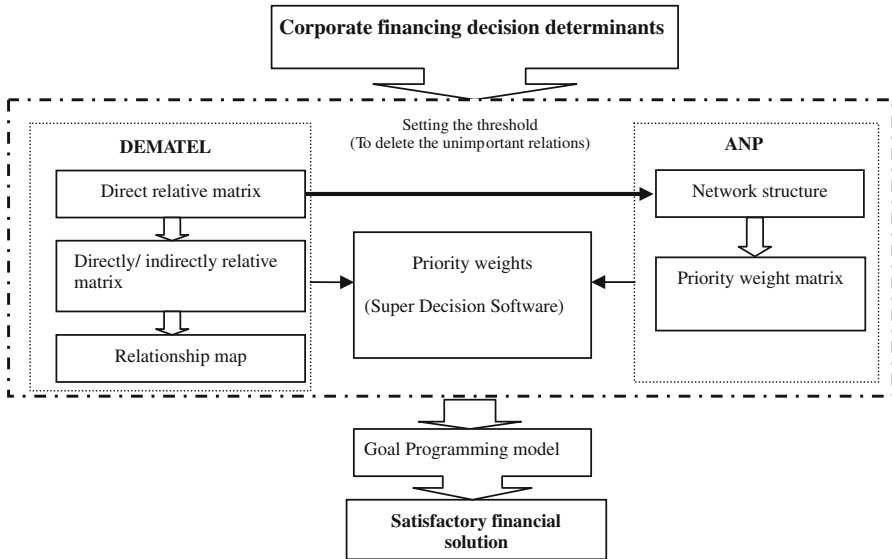 Corporate financing decision determinants
Setting the threshold
(To delete the unimportant relations)
DEMATEL
ANP
Direct relative matrix
Network structure
Directly/ indirectly relative
matrix
Priority weights
(Super Decision Software)
Priority weight matrix
Relationship map
Goal Programming model
Satisfactory financial
solution